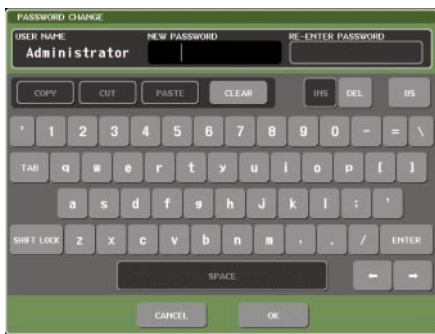 PASSWORD CHANGE
USER NAME NEW PASSWORD RE-ENTER PASSWORD
Administrator
COPY CUT PASTE CLEAR INS DEL BS
' 1 2 3 4 5 6 7 8 9 0 - = \
TAB q w e r t y u i o p [ ]
a s d f g h j k l ; '
SHIFT LOCK z x c v b n m , . / ENTER
SPACE ← →
CANCEL OK